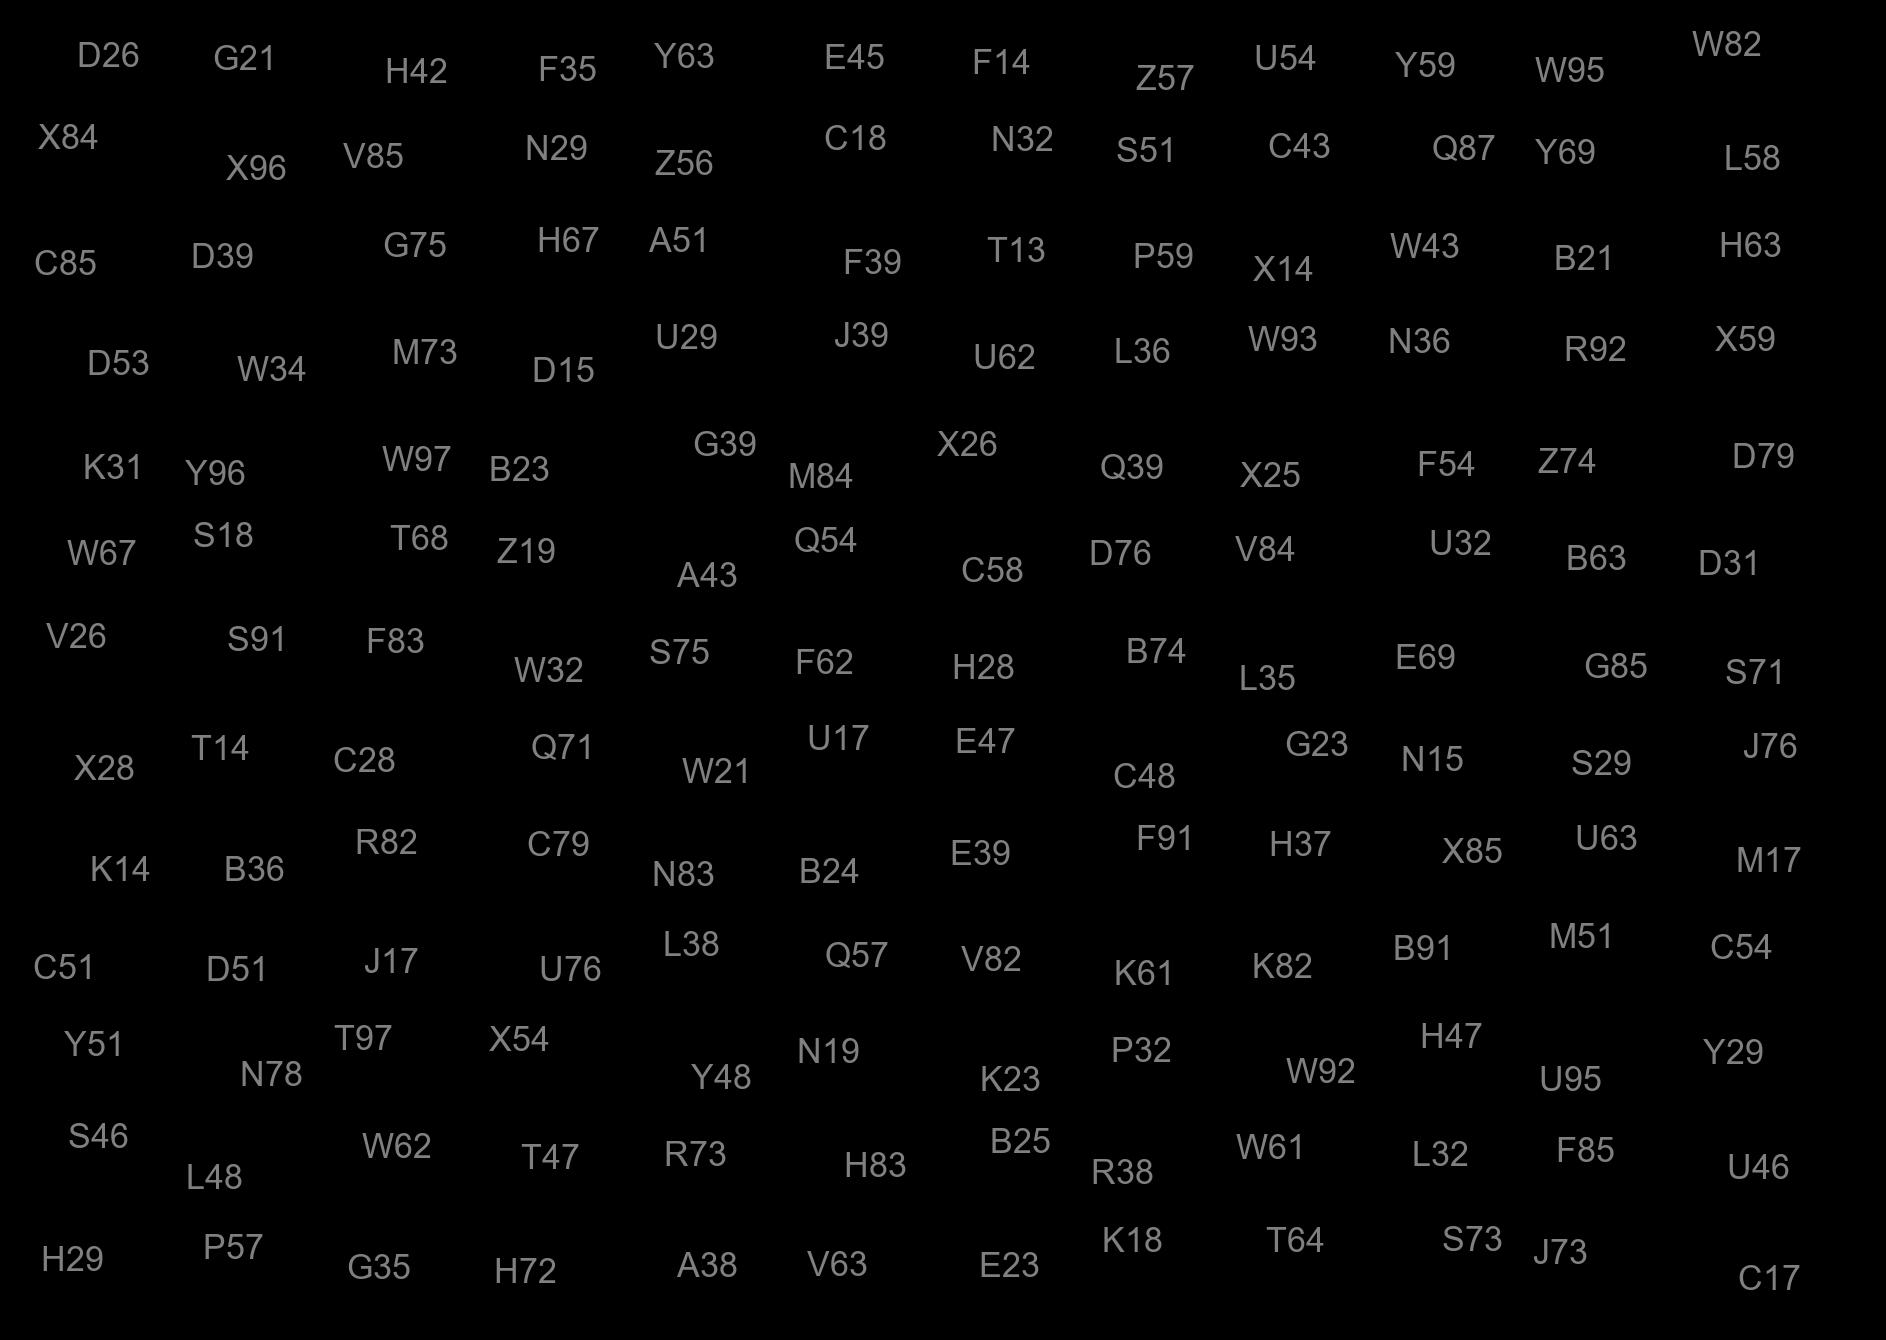 D26 G21 H42 F35 Y63 E45 F14 Z57 U54 Y59 W95 W82
X84 X96 V85 N29 Z56 C18 N32 S51 C43 Q87 Y69 L58
C85 D39 G75 H67 A51 F39 T13 P59 X14 W43 B21 H63
D53 W34 M73 D15 U29 J39 U62 L36 W93 N36 R92 X59
K31 Y96 W97 B23 G39 M84 X26 Q39 X25 F54 Z74 D79
W67 S18 T68 Z19 A43 Q54 C58 D76 V84 U32 B63 D31
V26 S91 F83 W32 S75 F62 H28 B74 L35 E69 G85 S71
X28 T14 C28 Q71 W21 U17 E47 C48 G23 N15 S29 J76
K14 B36 R82 C79 N83 B24 E39 F91 H37 X85 U63 M17
C51 D51 J17 U76 L38 Q57 V82 K61 K82 B91 M51 C54
Y51 N78 T97 X54 Y48 N19 K23 P32 W92 H47 U95 Y29
S46 L48 W62 T47 R73 H83 B25 R38 W61 L32 F85 U46
H29 P57 G35 H72 A38 V63 E23 K18 T64 S73 J73 C17